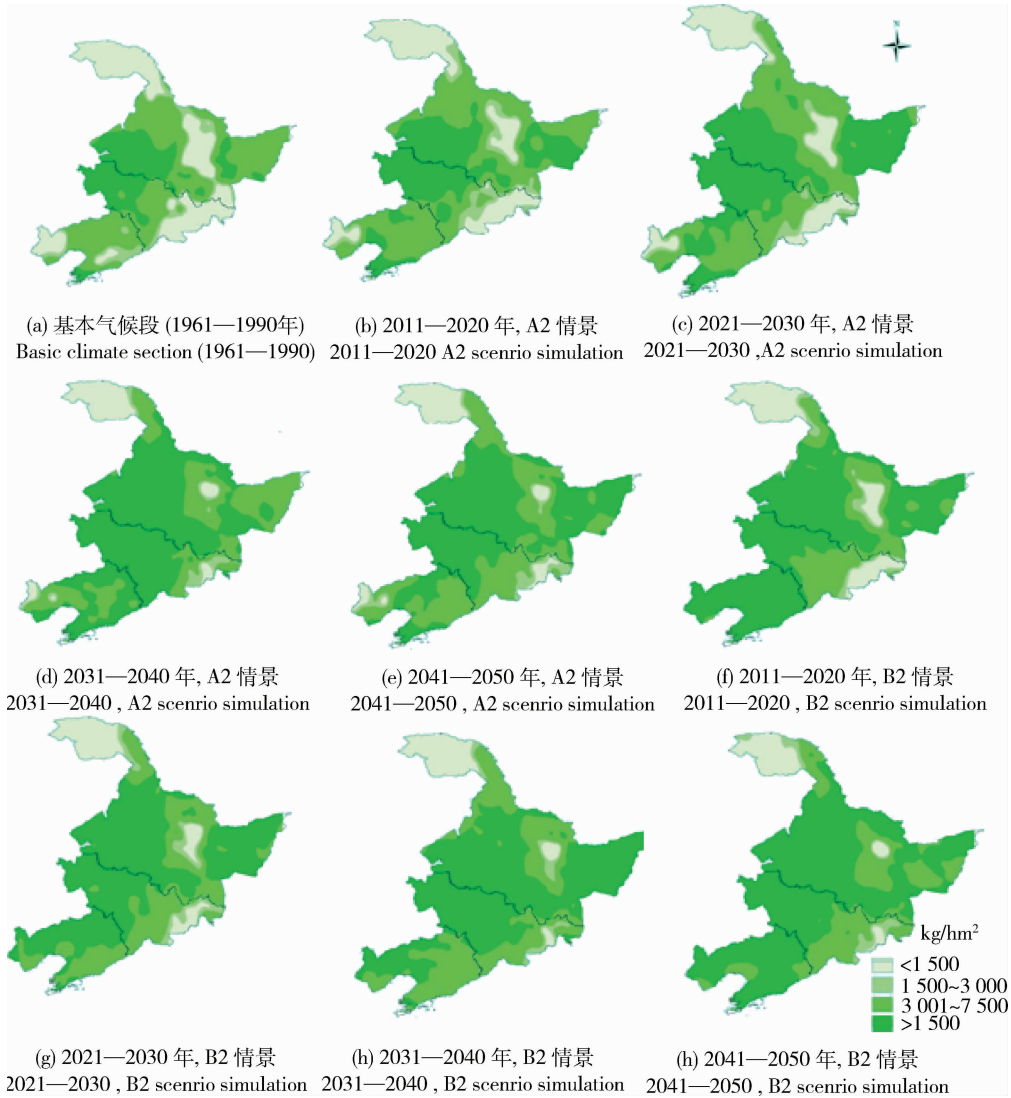 (a) 基本气候段 (1961—1990年)
Basic climate section (1961—1990)
(b) 2011—2020 年, A2 情景
2011—2020 A2 scenrio simulation
(c) 2021—2030 年, A2 情景
2021—2030 ,A2 scenrio simulation
(d) 2031—2040 年, A2 情景
2031—2040 , A2 scenrio simulation
(e) 2041—2050 年, A2 情景
2041—2050 , A2 scenrio simulation
(f) 2011—2020 年, B2 情景
2011—2020 , B2 scenrio simulation
kg/hm²
<1 500
1 500~3 000
3 001~7 500
>1 500
(g) 2021—2030 年, B2 情景
2021—2030 , B2 scenrio simulation
(h) 2031—2040 年, B2 情景
2031—2040 , B2 scenrio simulation
(h) 2041—2050 年, B2 情景
2041—2050 , B2 scenrio simulation